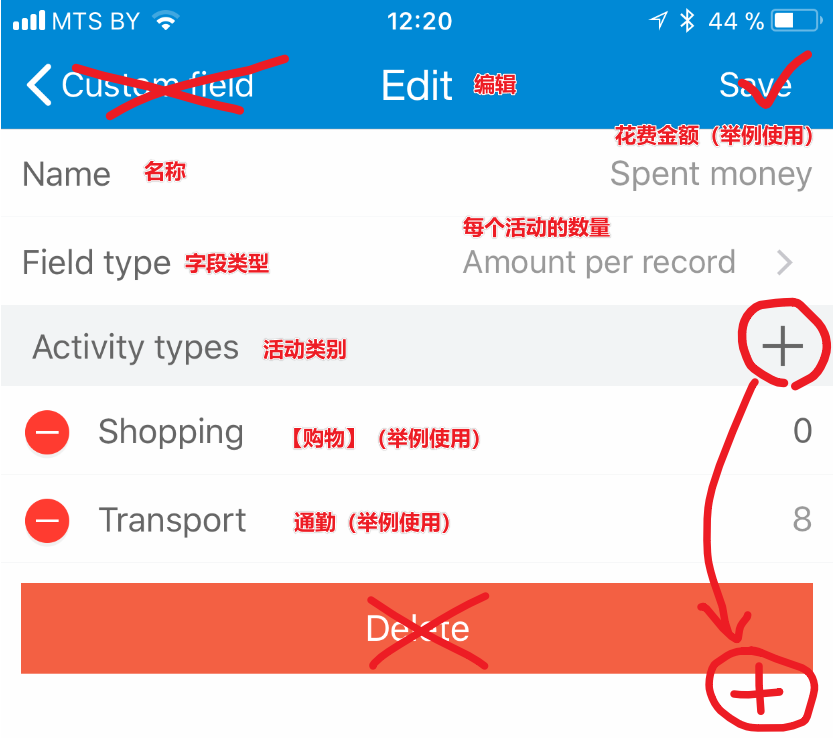 MTS BY 12:20 44 %
Custom field Edit 编辑 Save
花费金额（举例使用）
Name 名称 Spent money
每个活动的数量
Field type 字段类型 Amount per record
Activity types 活动类别
Shopping 【购物】（举例使用） 0
Transport 通勤（举例使用） 8
Delete